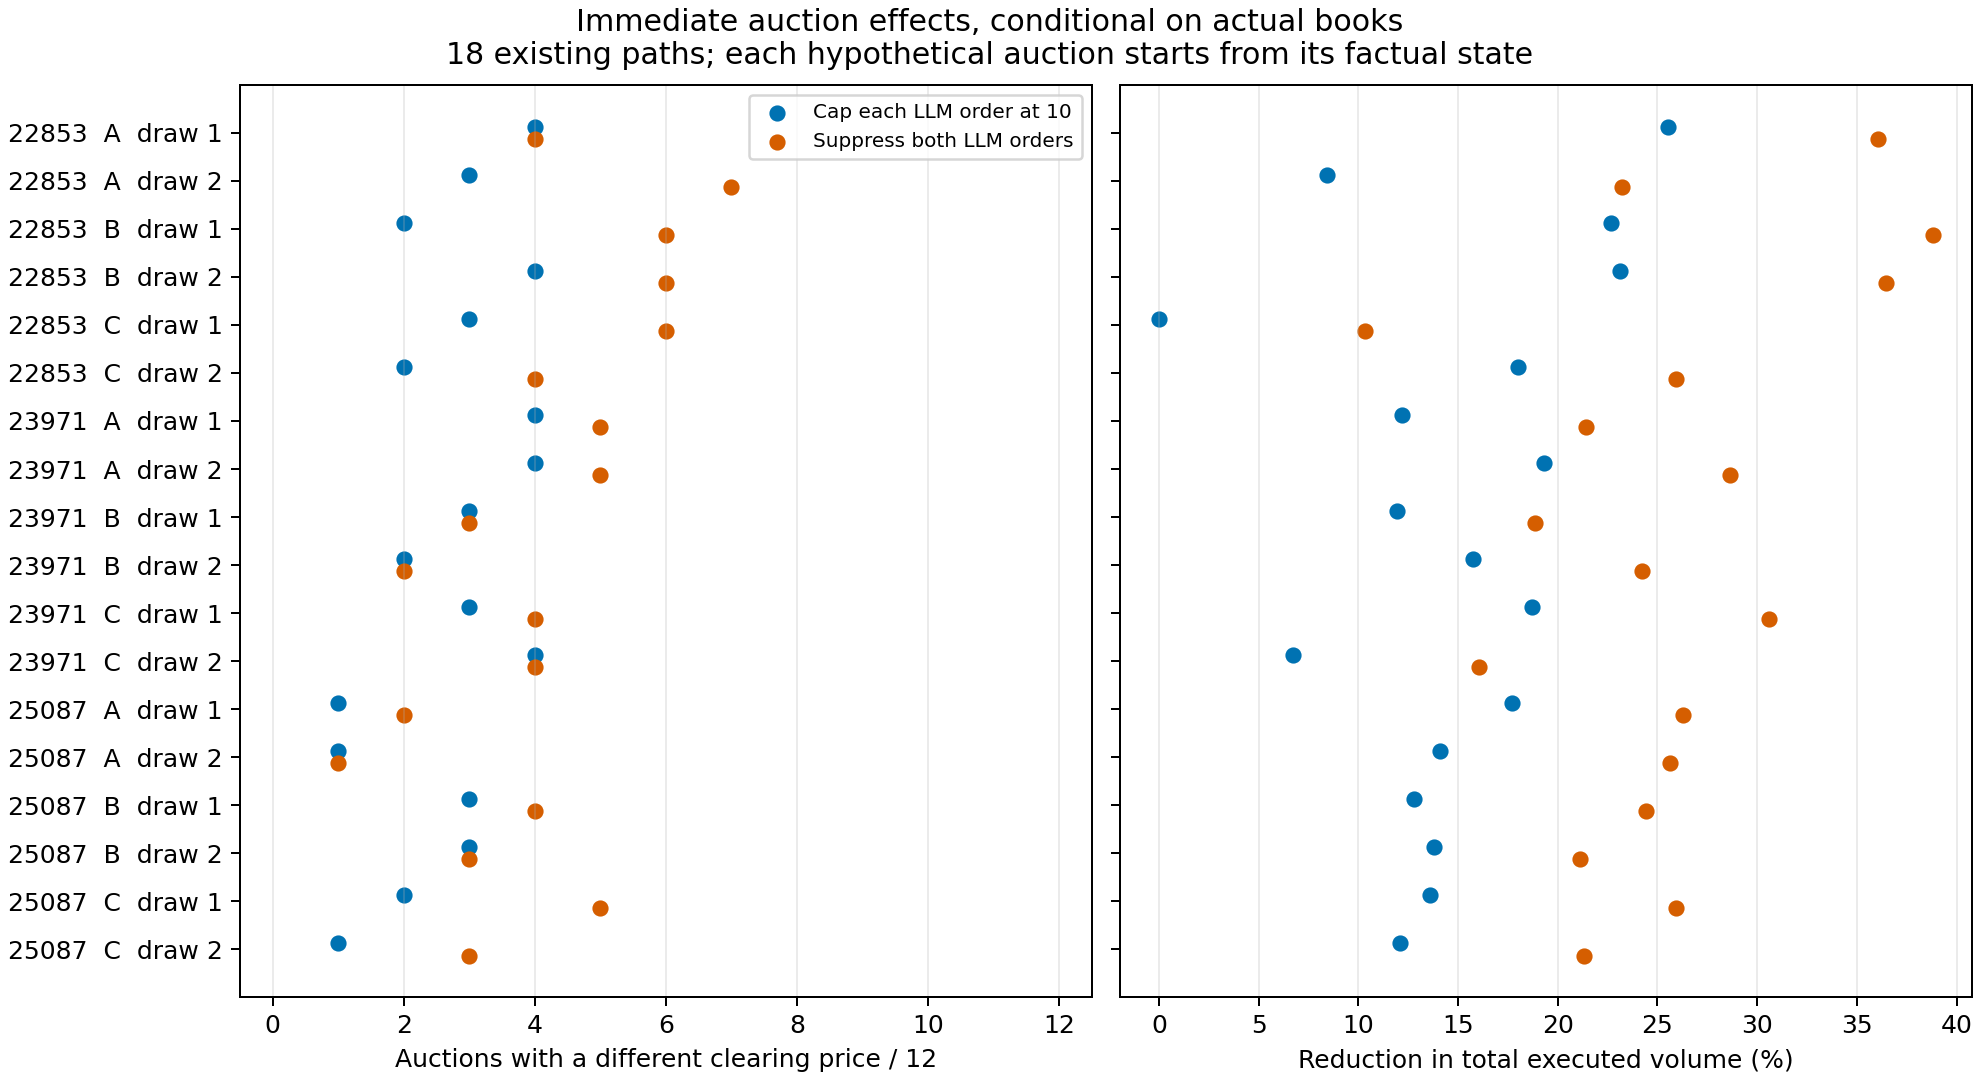 Immediate auction effects, conditional on actual books
18 existing paths; each hypothetical auction starts from its factual state
Cap each LLM order at 10
Suppress both LLM orders
22853 A draw 1
22853 A draw 2
22853 B draw 1
22853 B draw 2
22853 C draw 1
22853 C draw 2
23971 A draw 1
23971 A draw 2
23971 B draw 1
23971 B draw 2
23971 C draw 1
23971 C draw 2
25087 A draw 1
25087 A draw 2
25087 B draw 1
25087 B draw 2
25087 C draw 1
25087 C draw 2
0 2 4 6 8 10 12
Auctions with a different clearing price / 12
0 5 10 15 20 25 30 35 40
Reduction in total executed volume (%)